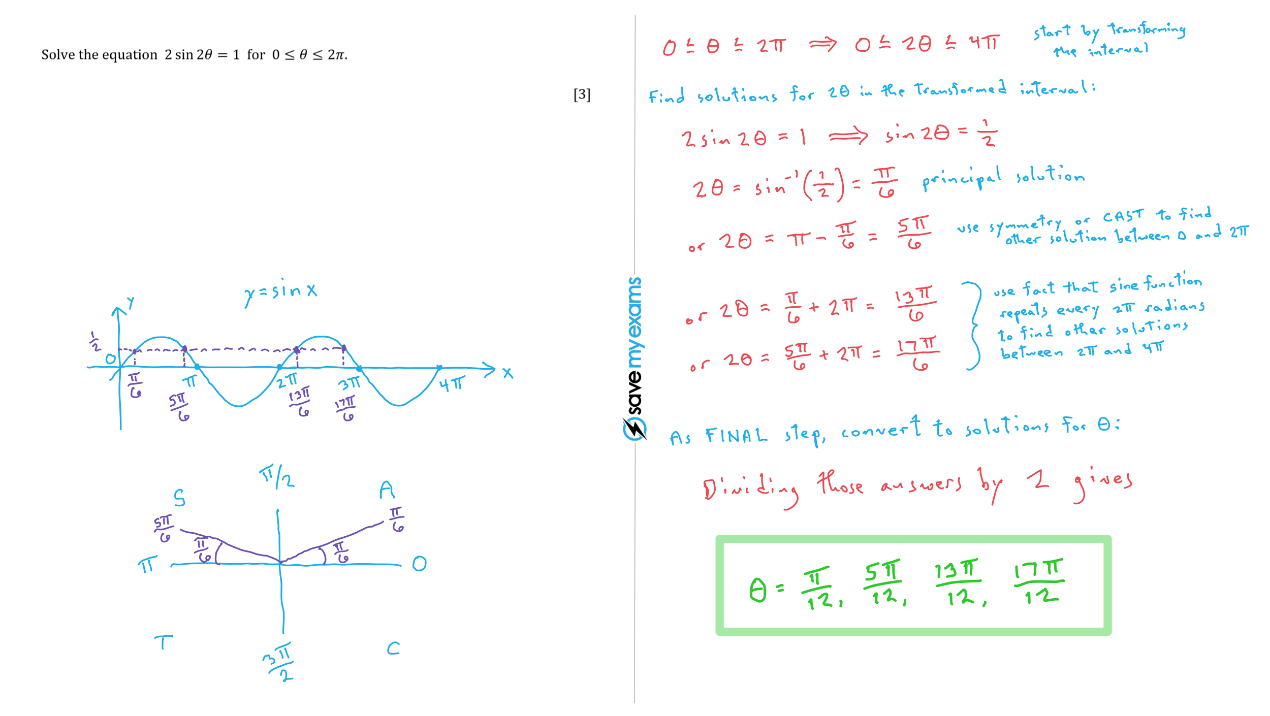 Solve the equation 2 sin 2θ = 1 for 0 ≤ θ ≤ 2π.
[3]
y = sin x
y
1/2
0
x
π/6
5π/6
π
2π
13π/6
3π
17π/6
4π
π/2
S
A
5π/6
π/6
π/6
π/6
π
0
T
C
3π/2
savemyexams
0 ≤ θ ≤ 2π ⟹ 0 ≤ 2θ ≤ 4π
start by transforming
the interval
Find solutions for 2θ in the transformed interval:
2 sin 2θ = 1 ⟹ sin 2θ = 1/2
2θ = sin⁻¹(1/2) = π/6 principal solution
or 2θ = π − π/6 = 5π/6
use symmetry or CAST to find
other solution between 0 and 2π
or 2θ = π/6 + 2π = 13π/6
or 2θ = 5π/6 + 2π = 17π/6
use fact that sine function
repeats every 2π radians
to find other solutions
between 2π and 4π
As FINAL step, convert to solutions for θ:
Dividing those answers by 2 gives
θ = π/12, 5π/12, 13π/12, 17π/12